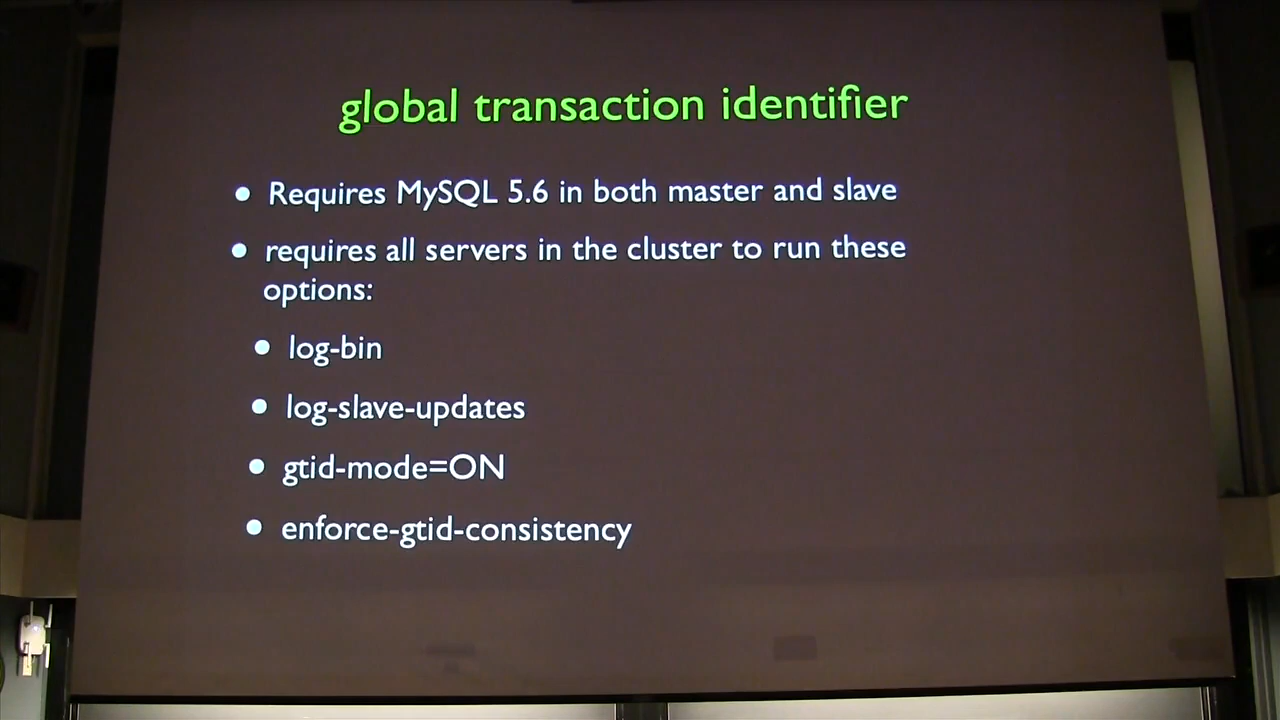 global transaction identifier
• Requires MySQL 5.6 in both master and slave
• requires all servers in the cluster to run these
options:
• log-bin
• log-slave-updates
• gtid-mode=ON
• enforce-gtid-consistency